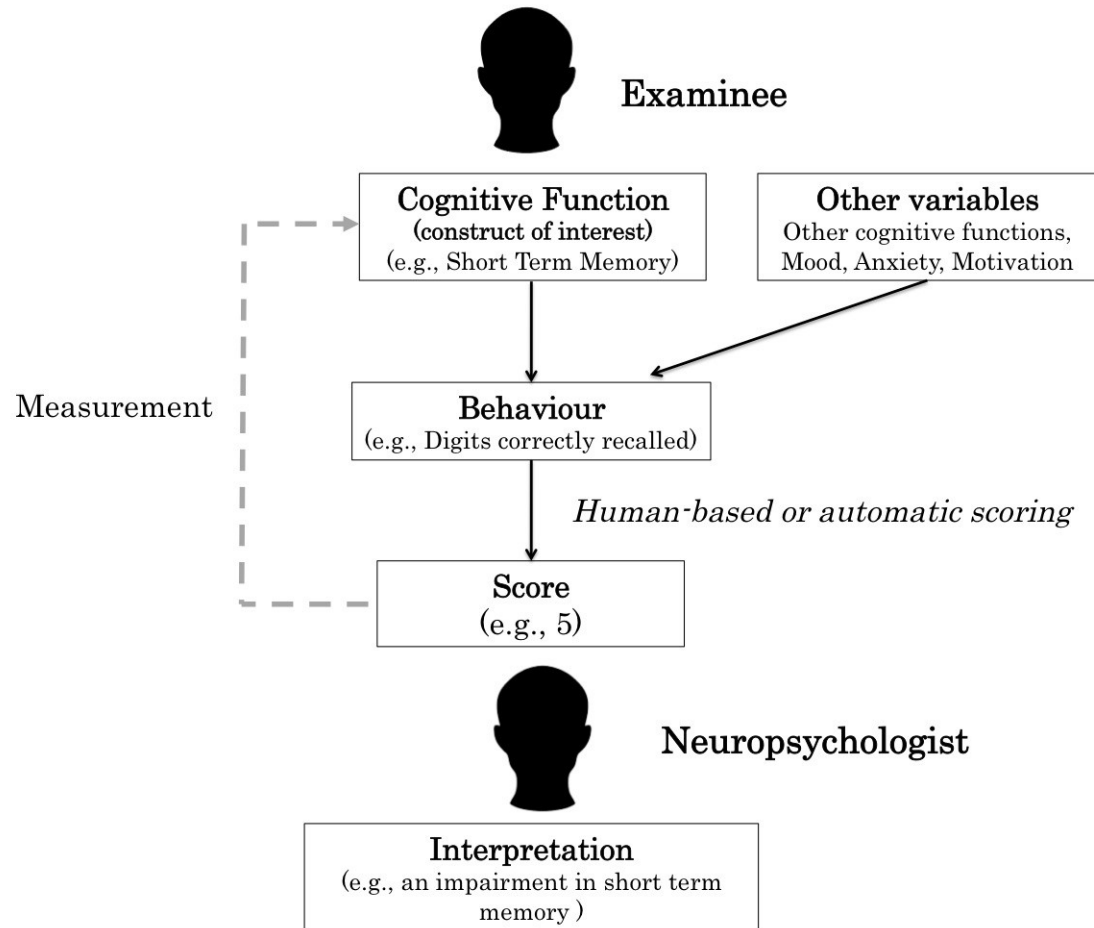 Examinee
Cognitive Function
(construct of interest)
(e.g., Short Term Memory)
Other variables
Other cognitive functions,
Mood, Anxiety, Motivation
Measurement
Behaviour
(e.g., Digits correctly recalled)
Human-based or automatic scoring
Score
(e.g., 5)
Neuropsychologist
Interpretation
(e.g., an impairment in short term
memory )